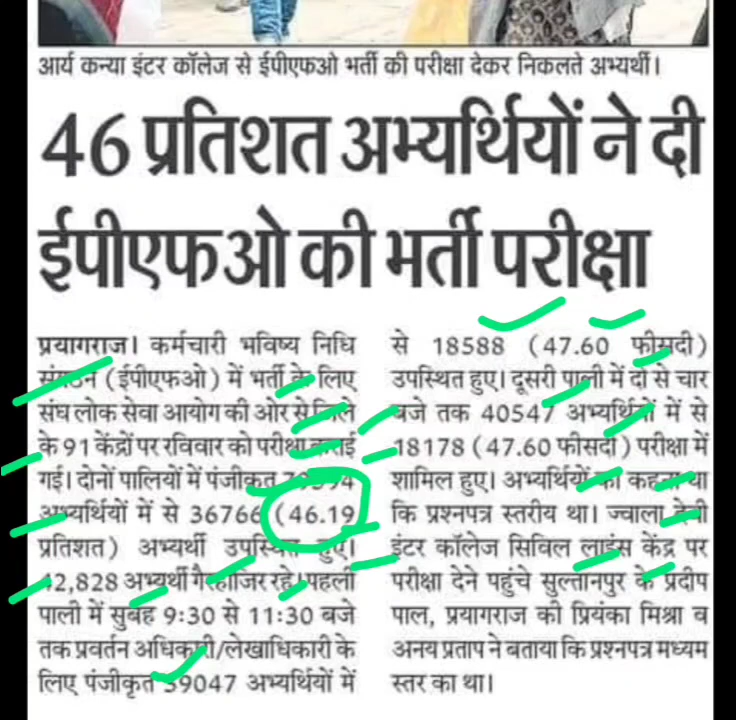 आर्य कन्या इंटर कॉलेज से ईपीएफओ भर्ती की परीक्षा देकर निकलते अभ्यर्थी।
46 प्रतिशत अभ्यर्थियों ने दी
ईपीएफओ की भर्ती परीक्षा
प्रयागराज। कर्मचारी भविष्य निधि
संगठन (ईपीएफओ) में भर्ती के लिए
संघ लोक सेवा आयोग की ओर से जिले
के 91 केंद्रों पर रविवार को परीक्षा कराई
गई। दोनों पालियों में पंजीकृत
अभ्यर्थियों में से 36766 (46.19
प्रतिशत) अभ्यर्थी उपस्थित हुए।
42,828 अभ्यर्थी गैरहाजिर रहे। पहली
पाली में सुबह 9:30 से 11:30 बजे
तक प्रवर्तन अधिकारी/लेखाधिकारी के
लिए पंजीकृत 39047 अभ्यर्थियों में
से 18588 (47.60 फीसदी)
उपस्थित हुए। दूसरी पाली में दो से चार
बजे तक 40547 अभ्यर्थियों में से
18178 (47.60 फीसदी) परीक्षा में
शामिल हुए। अभ्यर्थियों का कहना था
कि प्रश्नपत्र स्तरीय था। ज्वाला देवी
इंटर कॉलेज सिविल लाइंस केंद्र पर
परीक्षा देने पहुंचे सुल्तानपुर के प्रदीप
पाल, प्रयागराज की प्रियंका मिश्रा व
अनय प्रताप ने बताया कि प्रश्नपत्र मध्यम
स्तर का था।